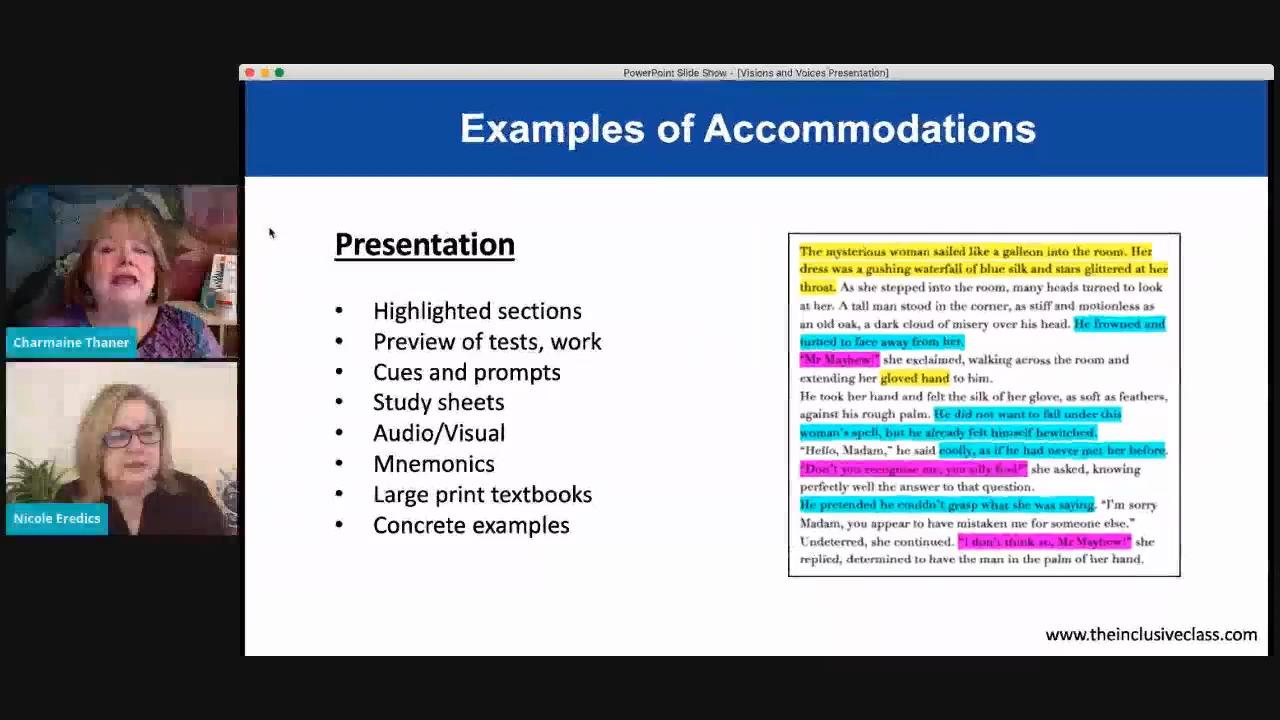 PowerPoint Slide Show - [Visions and Voices Presentation]
Examples of Accommodations
Presentation
• Highlighted sections
• Preview of tests, work
• Cues and prompts
• Study sheets
• Audio/Visual
• Mnemonics
• Large print textbooks
• Concrete examples
The mysterious woman sailed like a galleon into the room. Her
dress was a gushing waterfall of blue silk and stars glittered at her
throat. As she stepped into the room, many heads turned to look
at her. A tall man stood in the corner, as stiff and motionless as
an old oak, a dark cloud of misery over his head. He frowned and
turned to face away from her.
"Mr Mayhew!" she exclaimed, walking across the room and
extending her gloved hand to him.
He took her hand and felt the silk of her glove, as soft as feathers,
against his rough palm. He did not want to fall under this
woman's spell, but he already felt himself bewitched.
"Hello, Madam," he said coolly, as if he had never met her before.
"Don't you recognise me, you silly fool?" she asked, knowing
perfectly well the answer to that question.
He pretended he couldn't grasp what she was saying. "I'm sorry
Madam, you appear to have mistaken me for someone else."
Undeterred, she continued. "I don't think so, Mr Mayhew!" she
replied, determined to have the man in the palm of her hand.
www.theinclusiveclass.com
Charmaine Thaner
Nicole Eredics